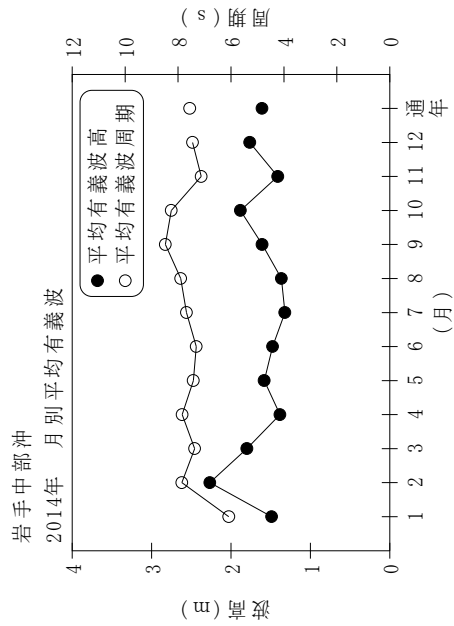 岩手中部沖
2014年 月別平均有義波
●平均有義波高
○平均有義波周期
波高(m)
4
3
2
1
0
周期(s)
12
10
8
6
4
2
0
1 2 3 4 5 6 7 8 9 10 11 12 通年
(月)